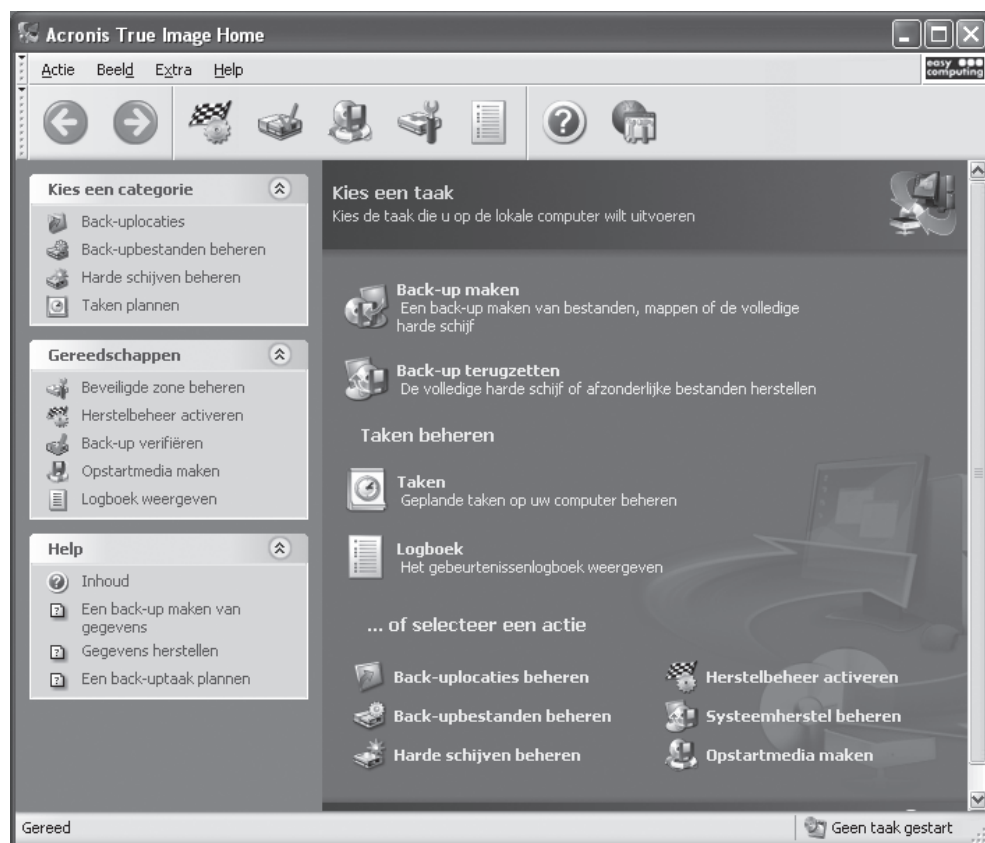 Acronis True Image Home
Actie Beeld Extra Help
easy computing
Kies een categorie
Back-uplocaties
Back-upbestanden beheren
Harde schijven beheren
Taken plannen
Gereedschappen
Beveiligde zone beheren
Herstelbeheer activeren
Back-up verifiëren
Opstartmedia maken
Logboek weergeven
Help
Inhoud
Een back-up maken van
gegevens
Gegevens herstellen
Een back-uptaak plannen
Kies een taak
Kies de taak die u op de lokale computer wilt uitvoeren
Back-up maken
Een back-up maken van bestanden, mappen of de volledige
harde schijf
Back-up terugzetten
De volledige harde schijf of afzonderlijke bestanden herstellen
Taken beheren
Taken
Geplande taken op uw computer beheren
Logboek
Het gebeurtenissenlogboek weergeven
... of selecteer een actie
Back-uplocaties beheren
Herstelbeheer activeren
Back-upbestanden beheren
Systeemherstel beheren
Harde schijven beheren
Opstartmedia maken
Gereed
Geen taak gestart